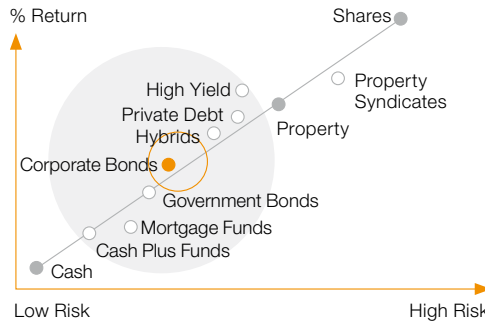 % Return
Shares
High Yield
Property
Syndicates
Private Debt
Property
Hybrids
Corporate Bonds
Government Bonds
Mortgage Funds
Cash Plus Funds
Cash
Low Risk
High Risk